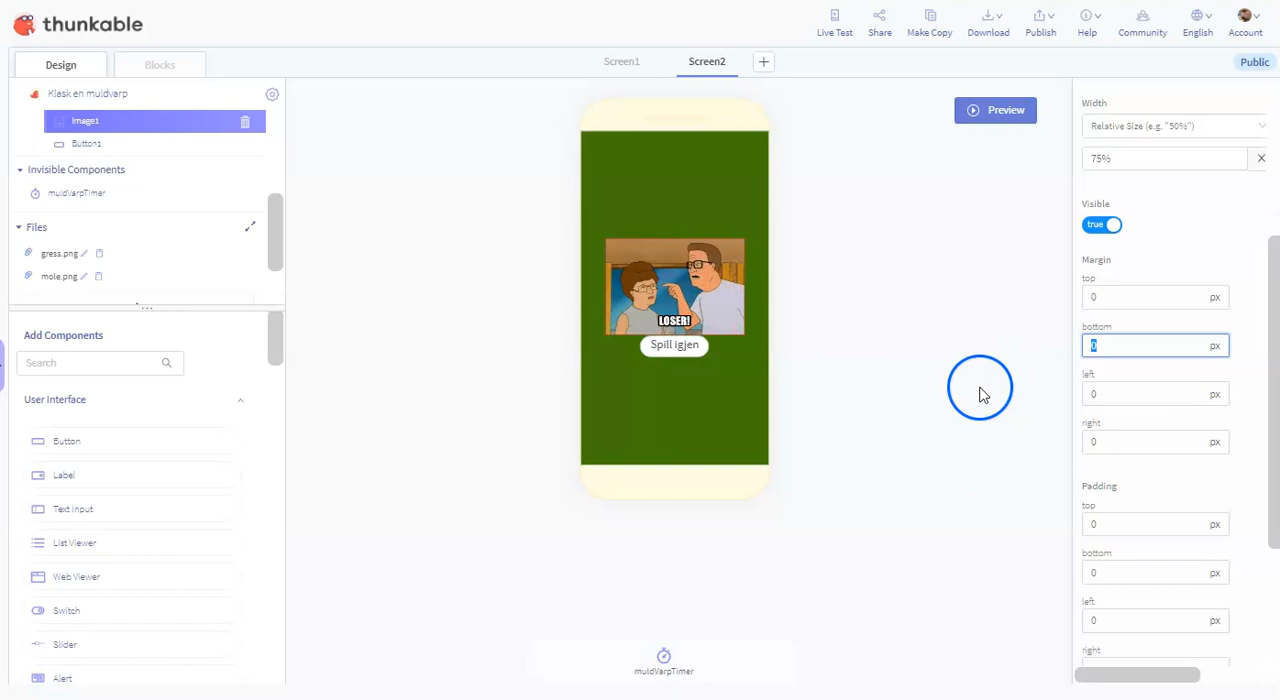 thunkable
Live Test
Share
Make Copy
Download
Publish
Help
Community
English
Account
Design
Blocks
Screen1
Screen2
Public
Klask en muldvarp
Image1
Button1
Invisible Components
muldVarpTimer
Files
gress.png
mole.png
Add Components
Search
User Interface
Button
Label
Text Input
List Viewer
Web Viewer
Switch
Slider
Alert
Preview
LOSER!
Spill igjen
muldVarpTimer
Width
Relative Size (e.g. "50%")
75%
Visible
true
Margin
top
0 px
bottom
0 px
left
0 px
right
0 px
Padding
top
0 px
bottom
0 px
left
0 px
right